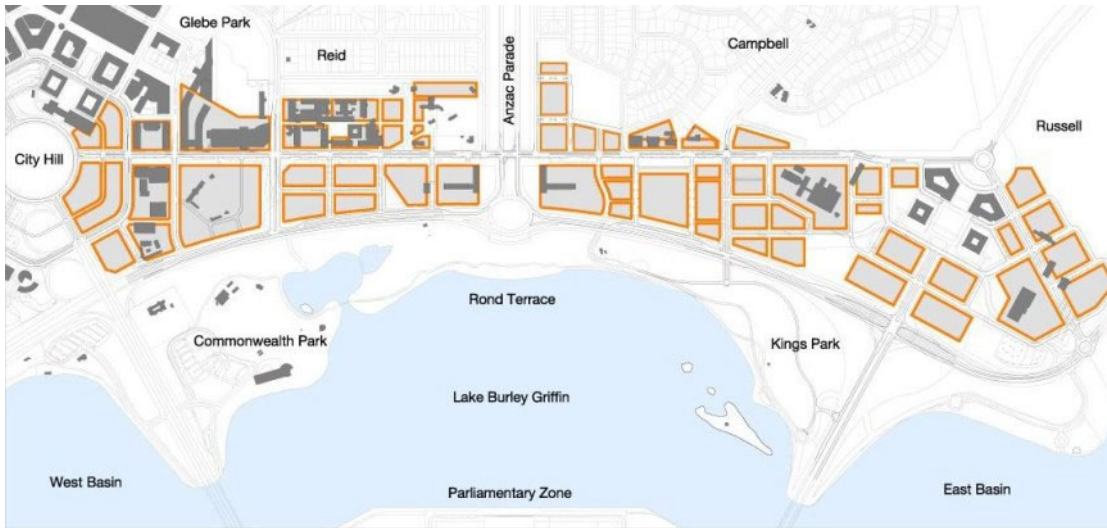 Glebe Park
Reid
Anzac Parade
Campbell
Russell
City Hill
Rond Terrace
Commonwealth Park
Kings Park
Lake Burley Griffin
West Basin
Parliamentary Zone
East Basin